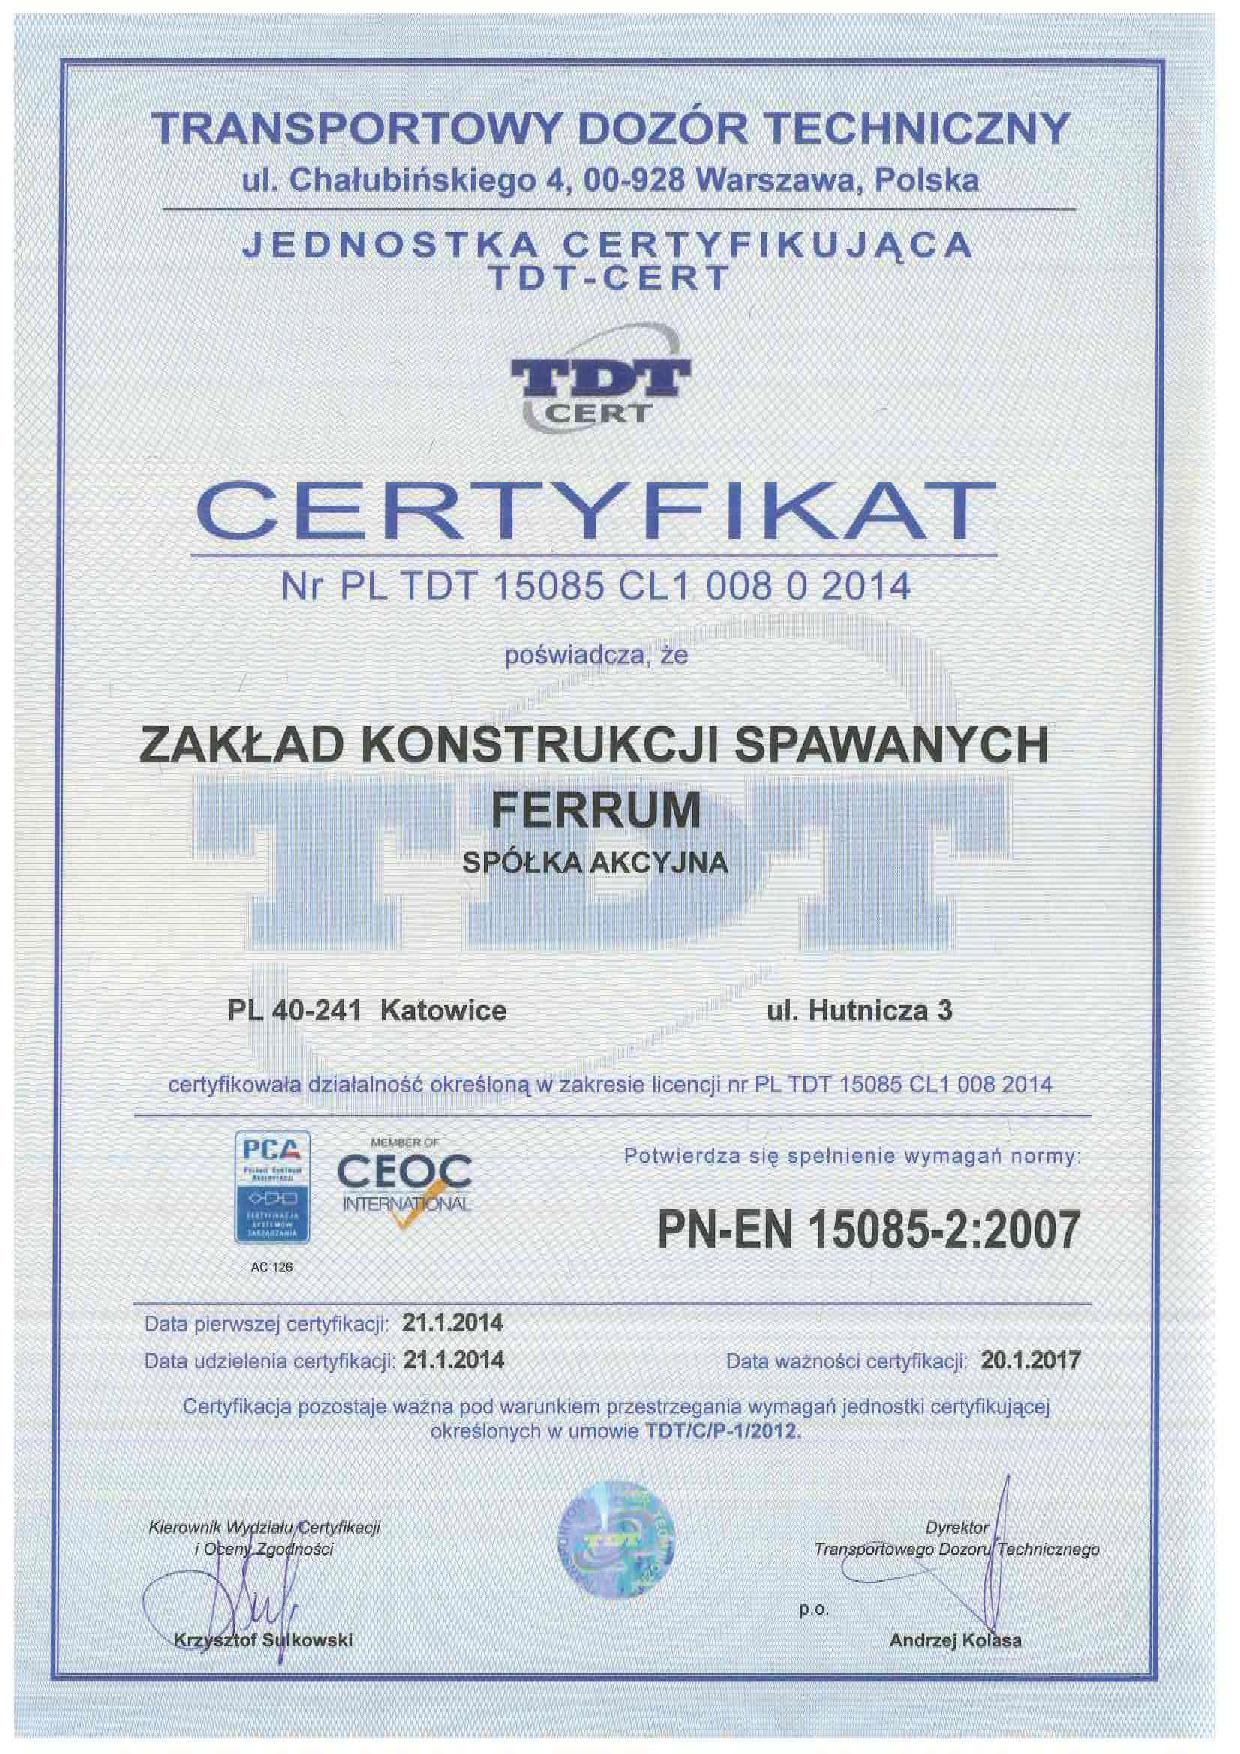 TRANSPORTOWY DOZÓR TECHNICZNY
ul. Chałubińskiego 4, 00-928 Warszawa, Polska
JEDNOSTKA CERTYFIKUJĄCA
TDT-CERT
TDT
CERT
CERTYFIKAT
Nr PL TDT 15085 CL1 008 0 2014
poświadcza, że
ZAKŁAD KONSTRUKCJI SPAWANYCH
FERRUM
SPÓŁKA AKCYJNA
TDT
PL 40-241 Katowice ul. Hutnicza 3
certyfikowała działalność określoną w zakresie licencji nr PL TDT 15085 CL1 008 2014
PCA
CERTYFIKACJA
SYSTEMÓW
ZARZĄDZANIA
AC 126
MEMBER OF
CEOC
INTERNATIONAL
Potwierdza się spełnienie wymagań normy:
PN-EN 15085-2:2007
Data pierwszej certyfikacji: 21.1.2014
Data udzielenia certyfikacji: 21.1.2014 Data ważności certyfikacji: 20.1.2017
Certyfikacja pozostaje ważna pod warunkiem przestrzegania wymagań jednostki certyfikującej
określonych w umowie TDT/C/P-1/2012.
Kierownik Wydziału Certyfikacji
i Oceny Zgodności
Krzysztof Sulkowski
TDT
Dyrektor
Transportowego Dozoru Technicznego
p.o.
Andrzej Kolasa